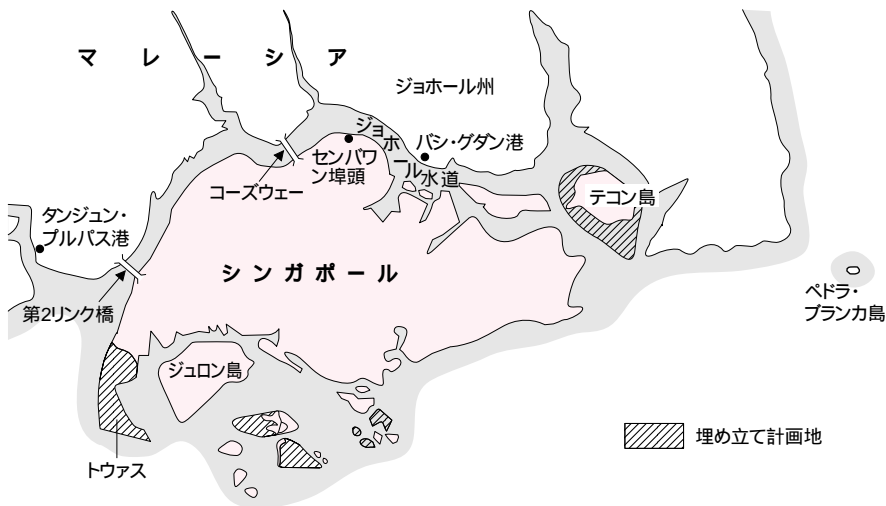 マレーシア
ジョホール州
ジョホール水道
パシ・グダン港
センバワ
ン埠頭
コーズウェー
テコン島
タンジュン・
プルパス港
シンガポール
第2リンク橋
ペドラ・
ブランカ島
ジュロン島
埋め立て計画地
トゥァス